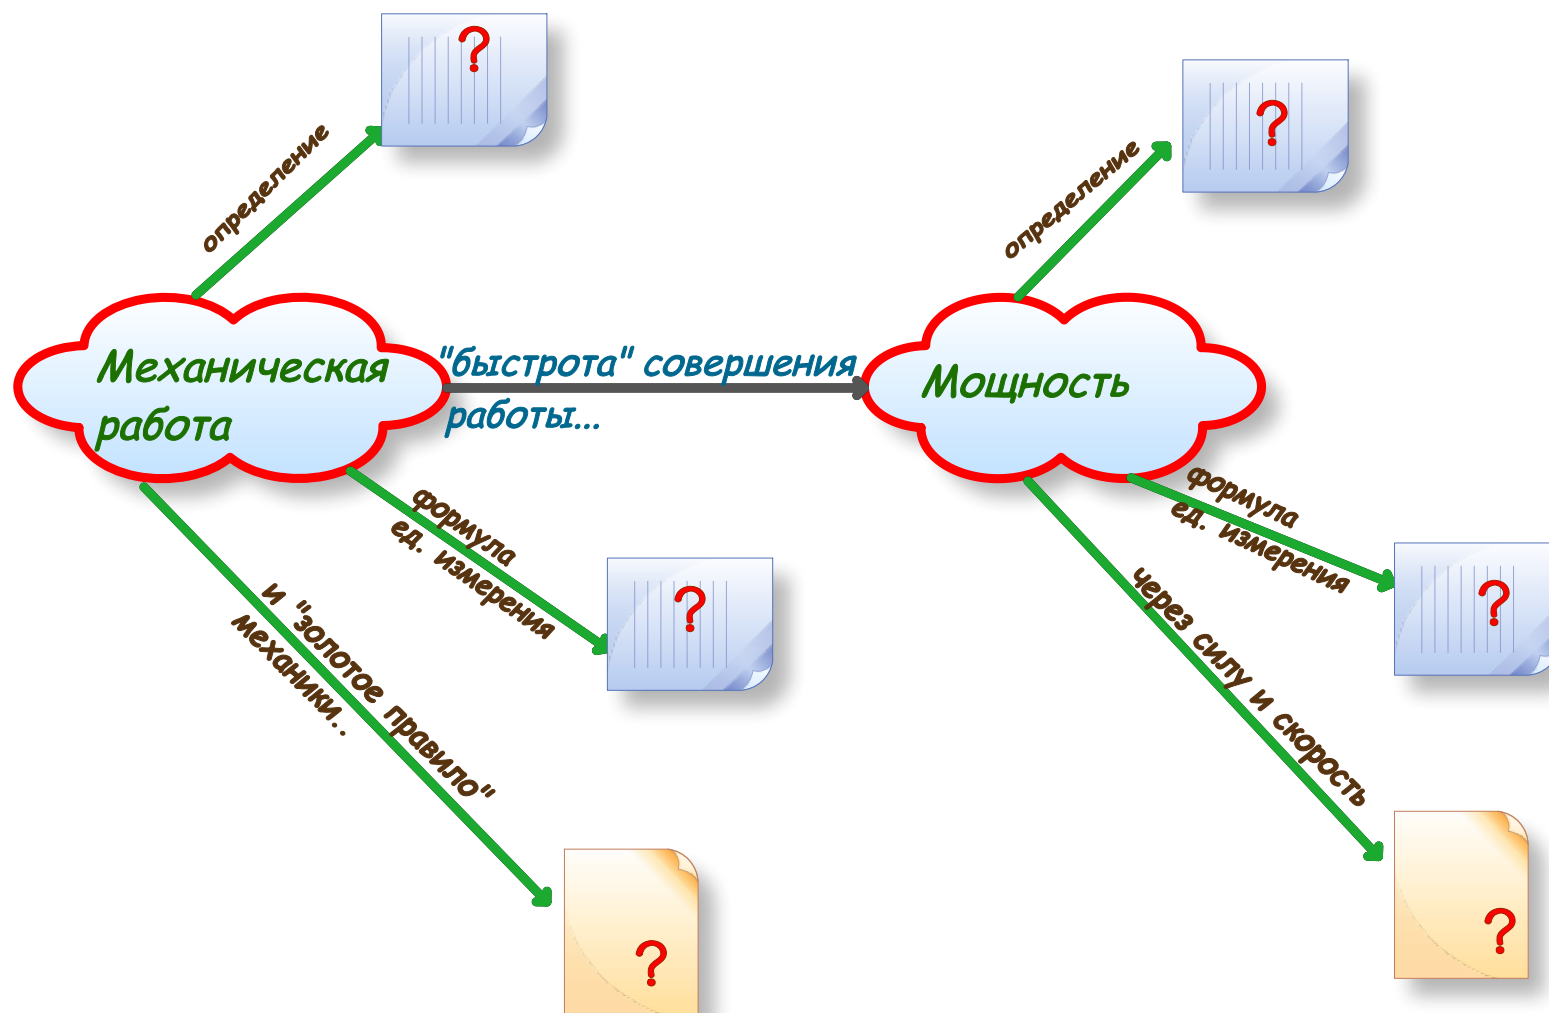 ?
?
определение
определение
Механическая
работа
"быстрота" совершения
работы...
Мощность
формула
ед. измерения
формула
ед. измерения
и "золотое правило"
механики..
через силу и скорость
?
?
?
?